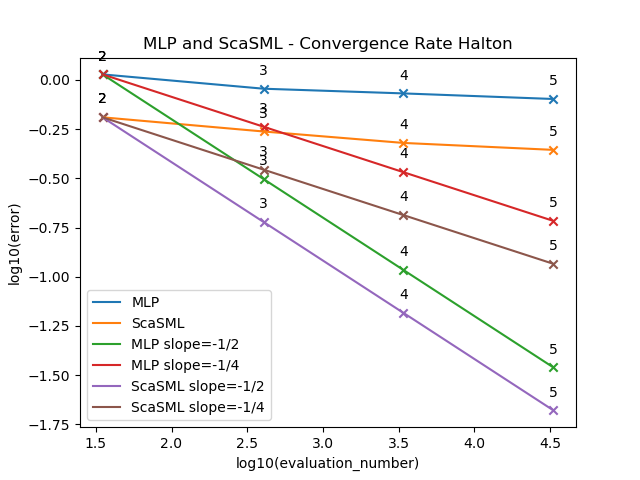 MLP and ScaSML - Convergence Rate Halton
0.00
−0.25
−0.50
−0.75
−1.00
−1.25
−1.50
−1.75
log10(error)
2
2
3
3
3
3
3
3
4
4
4
4
4
4
5
5
5
5
5
5
MLP
ScaSML
MLP slope=-1/2
MLP slope=-1/4
ScaSML slope=-1/2
ScaSML slope=-1/4
1.5 2.0 2.5 3.0 3.5 4.0 4.5
log10(evaluation_number)